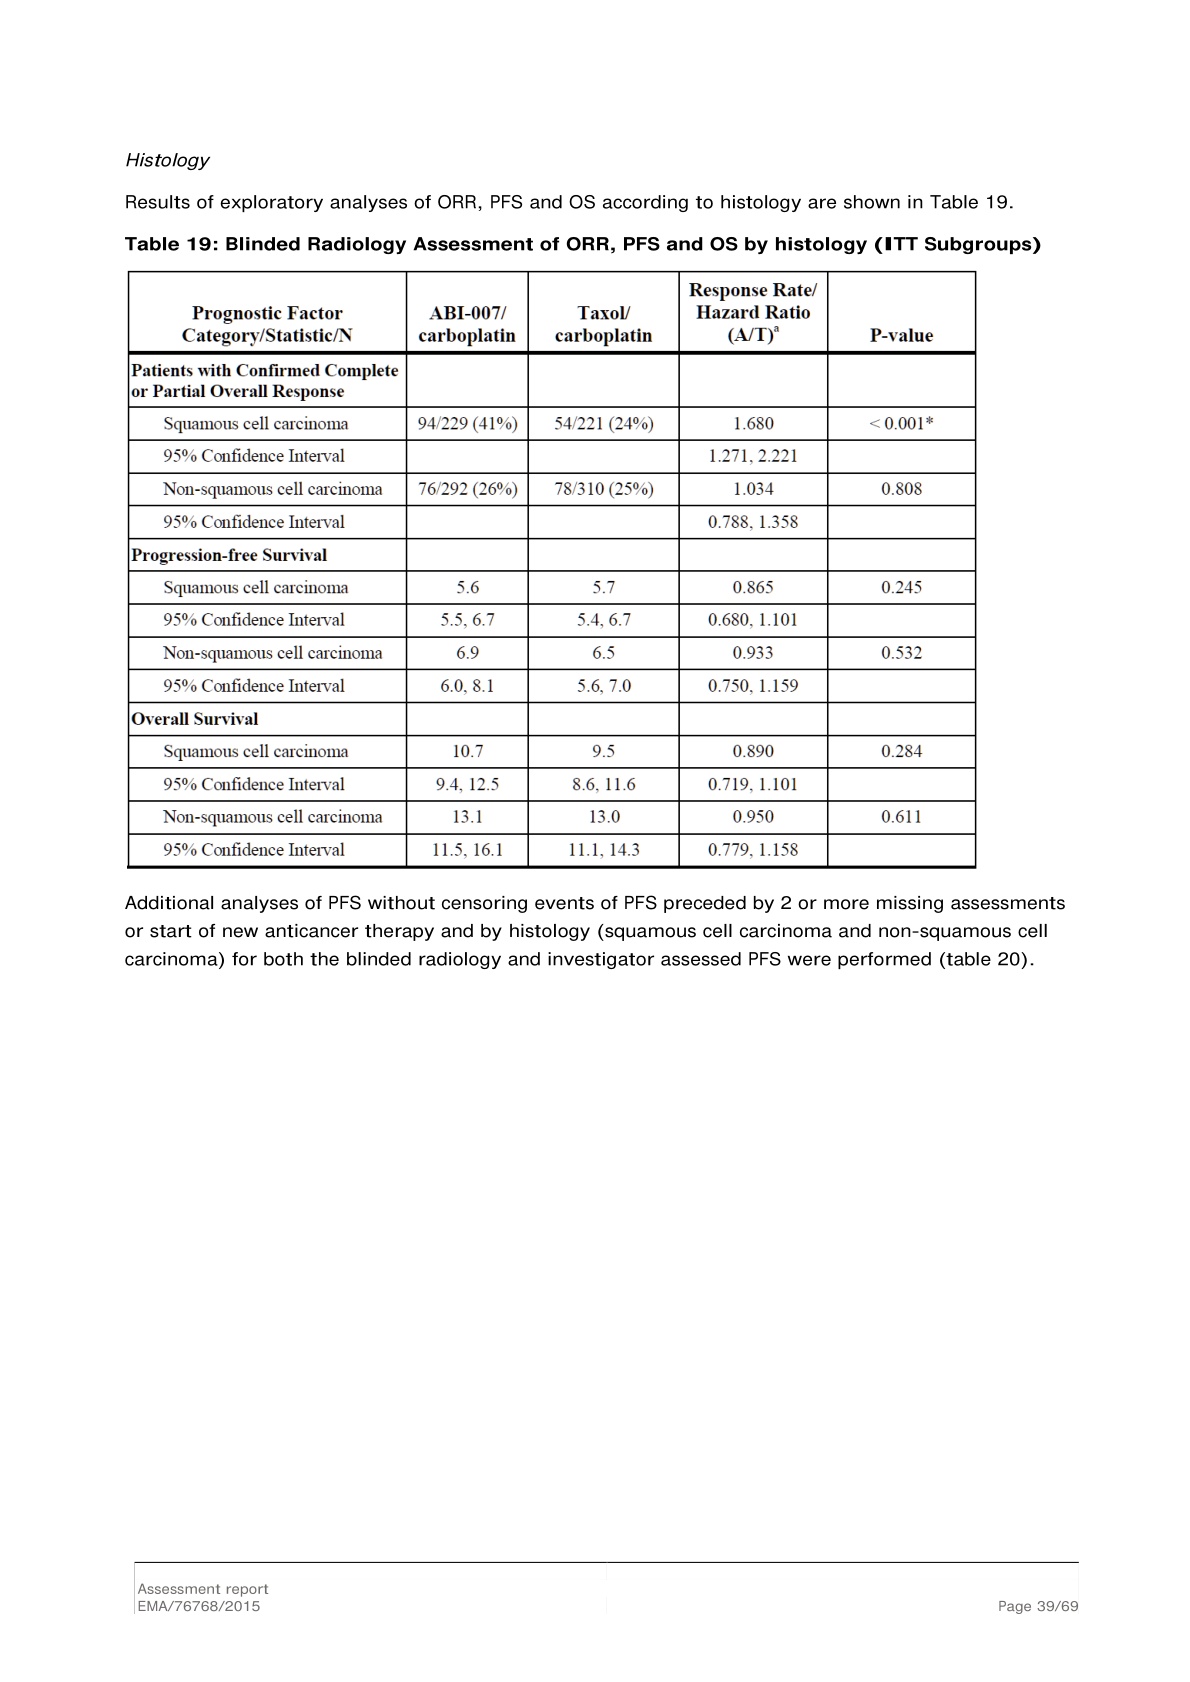 Histology
Results of exploratory analyses of ORR, PFS and OS according to histology are shown in Table 19.
Table 19: Blinded Radiology Assessment of ORR, PFS and OS by histology (ITT Subgroups)
Prognostic Factor Category/Statistic/N | ABI-007/ carboplatin | Taxol/ carboplatin | Response Rate/ Hazard Ratio (A/T)ª | P-value
Patients with Confirmed Complete or Partial Overall Response
Squamous cell carcinoma | 94/229 (41%) | 54/221 (24%) | 1.680 | < 0.001*
95% Confidence Interval | 1.271, 2.221
Non-squamous cell carcinoma | 76/292 (26%) | 78/310 (25%) | 1.034 | 0.808
95% Confidence Interval | 0.788, 1.358
Progression-free Survival
Squamous cell carcinoma | 5.6 | 5.7 | 0.865 | 0.245
95% Confidence Interval | 5.5, 6.7 | 5.4, 6.7 | 0.680, 1.101
Non-squamous cell carcinoma | 6.9 | 6.5 | 0.933 | 0.532
95% Confidence Interval | 6.0, 8.1 | 5.6, 7.0 | 0.750, 1.159
Overall Survival
Squamous cell carcinoma | 10.7 | 9.5 | 0.890 | 0.284
95% Confidence Interval | 9.4, 12.5 | 8.6, 11.6 | 0.719, 1.101
Non-squamous cell carcinoma | 13.1 | 13.0 | 0.950 | 0.611
95% Confidence Interval | 11.5, 16.1 | 11.1, 14.3 | 0.779, 1.158
Additional analyses of PFS without censoring events of PFS preceded by 2 or more missing assessments
or start of new anticancer therapy and by histology (squamous cell carcinoma and non-squamous cell
carcinoma) for both the blinded radiology and investigator assessed PFS were performed (table 20).
Assessment report
EMA/76768/2015
Page 39/69